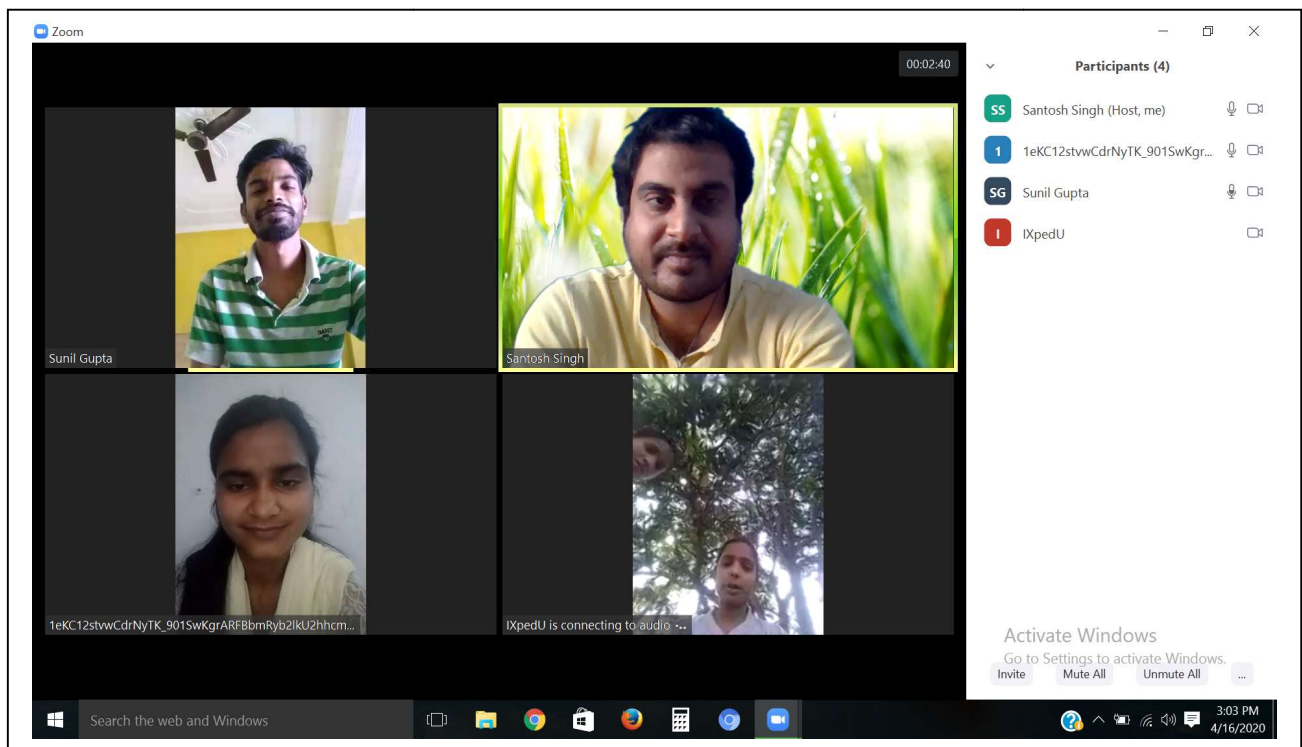 Zoom
00:02:40
Participants (4)
SS Santosh Singh (Host, me)
1 1eKC12stvwCdrNyTK_901SwKgr...
SG Sunil Gupta
I IXpedU
Sunil Gupta
Santosh Singh
1eKC12stvwCdrNyTK_901SwKgrARFBbmRyb2lkU2hhcm...
IXpedU is connecting to audio ·..
Activate Windows
Go to Settings to activate Windows.
Invite Mute All Unmute All ...
Search the web and Windows
3:03 PM
4/16/2020